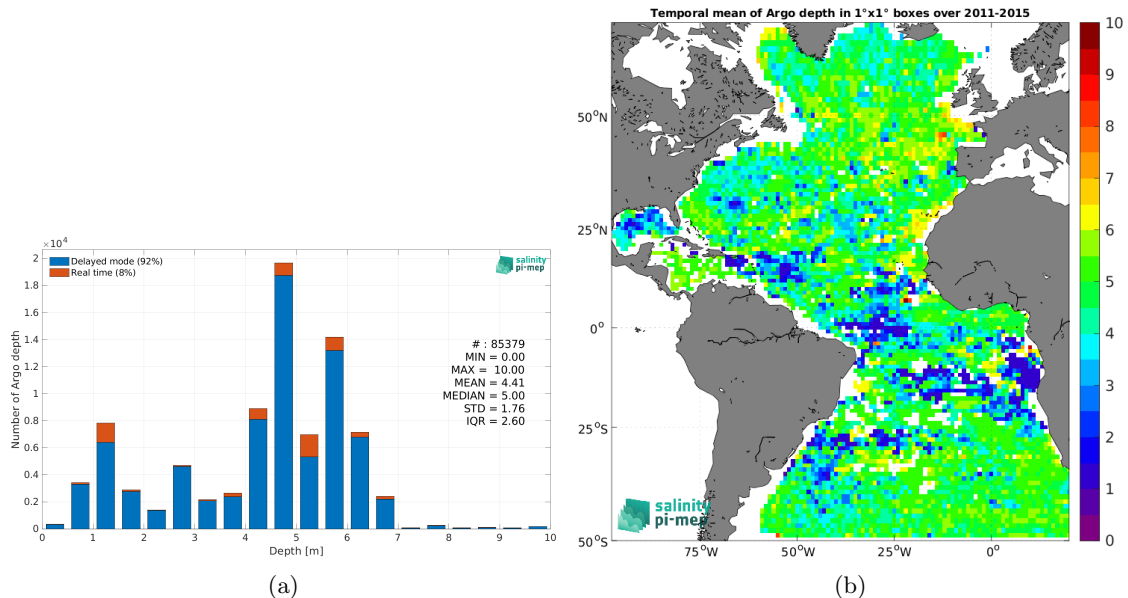 Temporal mean of Argo depth in 1°x1° boxes over 2011-2015
×10⁴
Delayed mode (92%)
Real time (8%)
salinity
pi-mep
# : 85379
MIN = 0.00
MAX = 10.00
MEAN = 4.41
MEDIAN = 5.00
STD = 1.76
IQR = 2.60
Number of Argo depth
2
1.8
1.6
1.4
1.2
1
0.8
0.6
0.4
0.2
0
0 1 2 3 4 5 6 7 8 9 10
Depth [m]
(a)
50°N
25°N
0°
25°S
50°S
75°W 50°W 25°W 0°
salinity
pi-mep
10
9
8
7
6
5
4
3
2
1
0
(b)